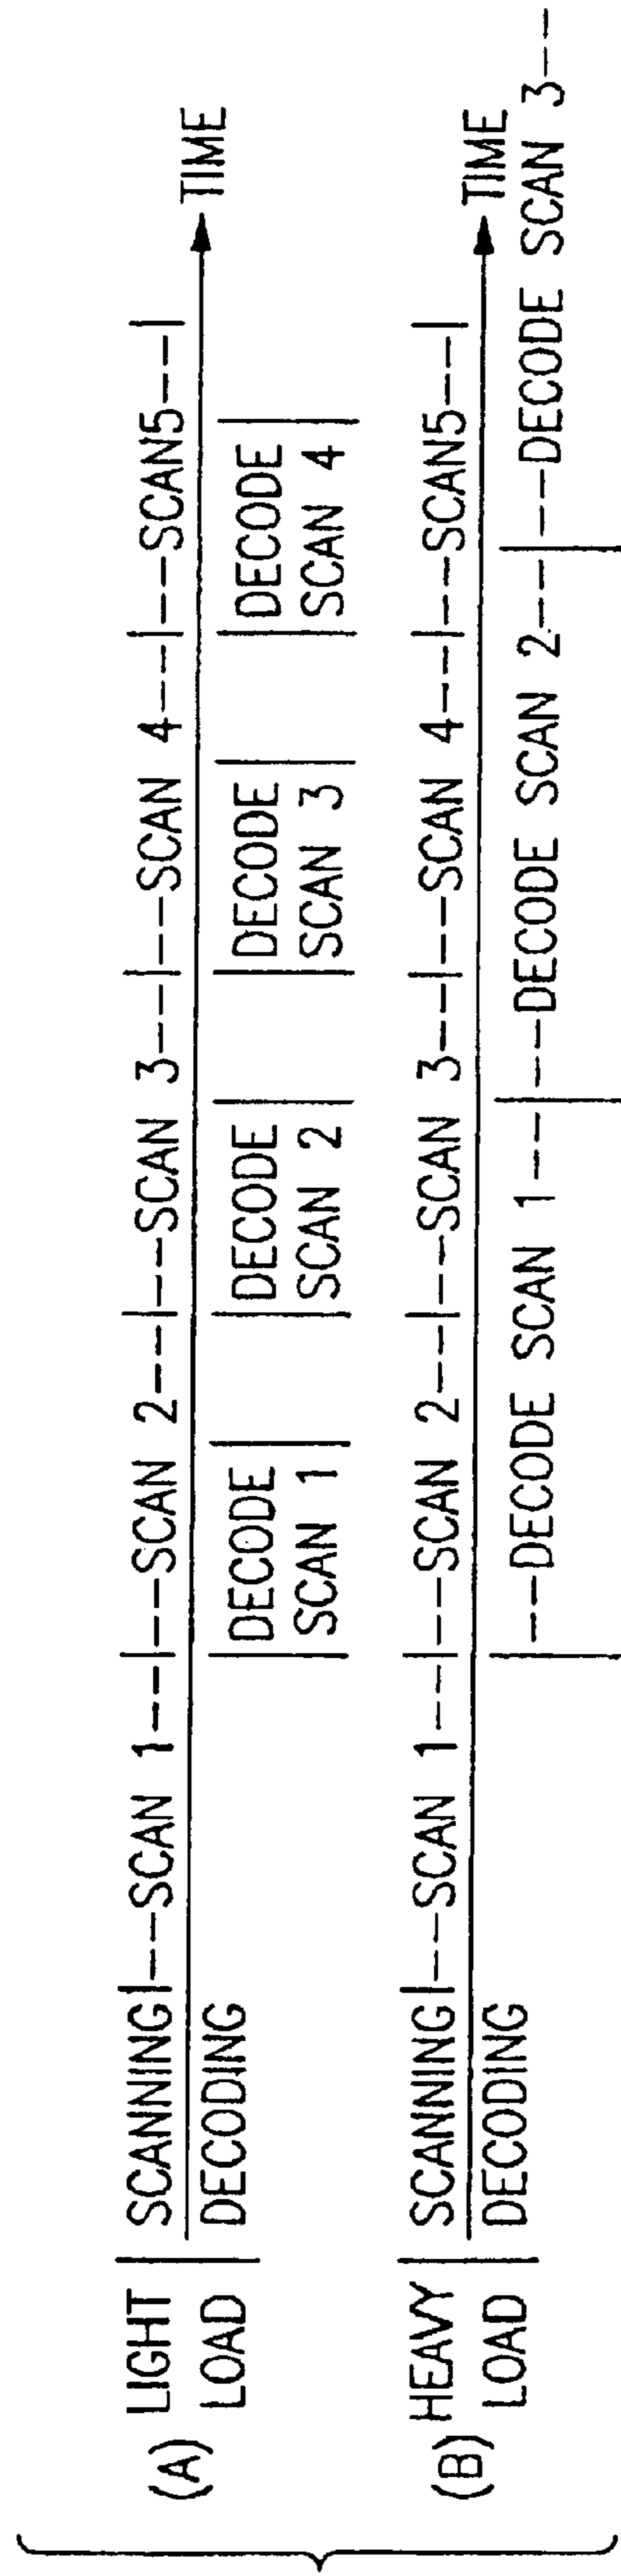 (A) LIGHT LOAD
SCANNING |---SCAN 1---|---SCAN 2---|---SCAN 3---|---SCAN 4---|---SCAN5---|
TIME
DECODING
DECODE SCAN 1
DECODE SCAN 2
DECODE SCAN 3
DECODE SCAN 4
(B) HEAVY LOAD
SCANNING |---SCAN 1---|---SCAN 2---|---SCAN 3---|---SCAN 4---|---SCAN5---|
TIME
DECODING
---DECODE SCAN 1---|---DECODE SCAN 2---|---DECODE SCAN 3---